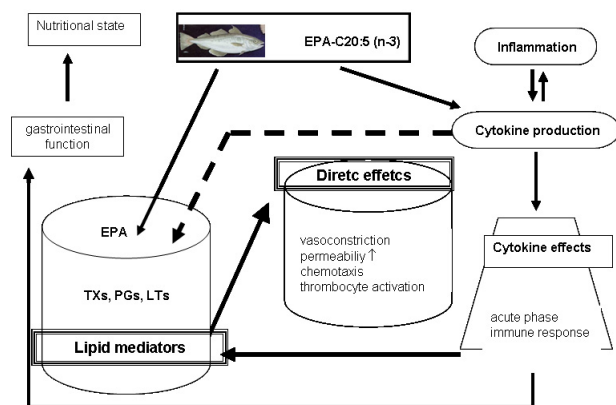 Nutritional state
EPA-C20:5 (n-3)
Inflammation
gastrointestinal
function
Cytokine production
Diretc effetcs
EPA
vasoconstriction
permeabiliy ↑
chemotaxis
thrombocyte activation
Cytokine effects
TXs, PGs, LTs
acute phase
immune response
Lipid mediators